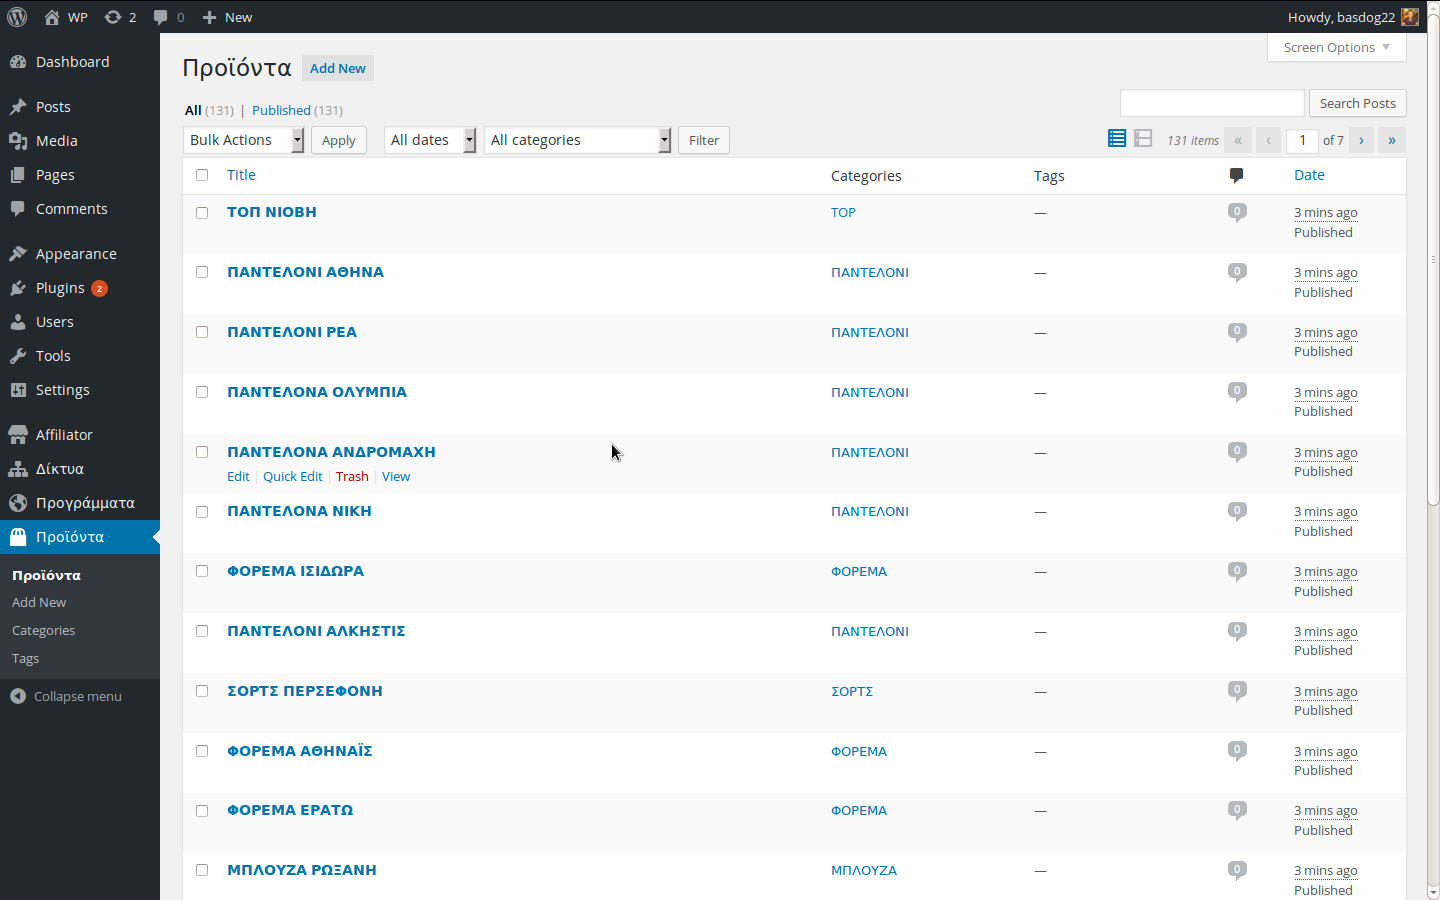 WP 2 0 New Howdy, basdog22
Dashboard
Posts
Media
Pages
Comments
Appearance
Plugins 2
Users
Tools
Settings
Affiliator
Δίκτυα
Προγράμματα
Προϊόντα
Προϊόντα
Add New
Categories
Tags
Collapse menu
Screen Options
Προϊόντα Add New
All (131) | Published (131)
Search Posts
Bulk Actions Apply All dates All categories Filter 131 items « ‹ 1 of 7 › »
Title Categories Tags Date
ΤΟΠ ΝΙΟΒΗ TOP — 0 3 mins ago
Published
ΠΑΝΤΕΛΟΝΙ ΑΘΗΝΑ ΠΑΝΤΕΛΟΝΙ — 0 3 mins ago
Published
ΠΑΝΤΕΛΟΝΙ ΡΕΑ ΠΑΝΤΕΛΟΝΙ — 0 3 mins ago
Published
ΠΑΝΤΕΛΟΝΑ ΟΛΥΜΠΙΑ ΠΑΝΤΕΛΟΝΙ — 0 3 mins ago
Published
ΠΑΝΤΕΛΟΝΑ ΑΝΔΡΟΜΑΧΗ ΠΑΝΤΕΛΟΝΙ — 0 3 mins ago
Edit | Quick Edit | Trash | View Published
ΠΑΝΤΕΛΟΝΑ ΝΙΚΗ ΠΑΝΤΕΛΟΝΙ — 0 3 mins ago
Published
ΦΟΡΕΜΑ ΙΣΙΔΩΡΑ ΦΟΡΕΜΑ — 0 3 mins ago
Published
ΠΑΝΤΕΛΟΝΙ ΑΛΚΗΣΤΙΣ ΠΑΝΤΕΛΟΝΙ — 0 3 mins ago
Published
ΣΟΡΤΣ ΠΕΡΣΕΦΟΝΗ ΣΟΡΤΣ — 0 3 mins ago
Published
ΦΟΡΕΜΑ ΑΘΗΝΑΪΣ ΦΟΡΕΜΑ — 0 3 mins ago
Published
ΦΟΡΕΜΑ ΕΡΑΤΩ ΦΟΡΕΜΑ — 0 3 mins ago
Published
ΜΠΛΟΥΖΑ ΡΩΞΑΝΗ ΜΠΛΟΥΖΑ — 0 3 mins ago
Published